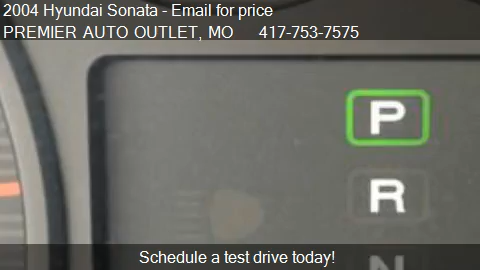 2004 Hyundai Sonata - Email for price
PREMIER AUTO OUTLET, MO 417-753-7575
P
R
N
Schedule a test drive today!